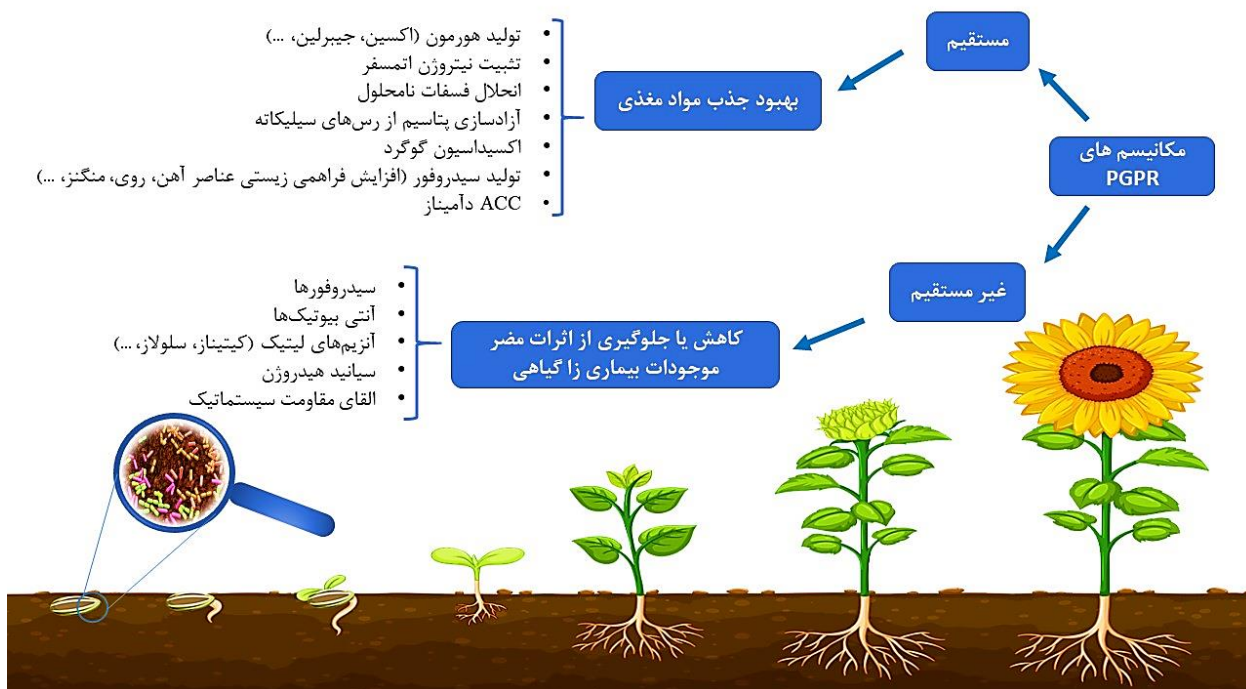 مکانیسم های
PGPR
مستقیم
بهبود جذب مواد مغذی
• تولید هورمون (اکسین، جیبرلین، ...)
• تثبیت نیتروژن اتمسفر
• انحلال فسفات نامحلول
• آزادسازی پتاسیم از رس‌های سیلیکاته
• اکسیداسیون گوگرد
• تولید سیدروفور (افزایش فراهمی زیستی عناصر آهن، روی، منگنز، ...)
• ACC دآمیناز
غیر مستقیم
کاهش یا جلوگیری از اثرات مضر
موجودات بیماری زا گیاهی
• سیدروفورها
• آنتی بیوتیک‌ها
• آنزیم‌های لیتیک (کیتیناز، سلولاز، ...)
• سیانید هیدروژن
• القای مقاومت سیستماتیک